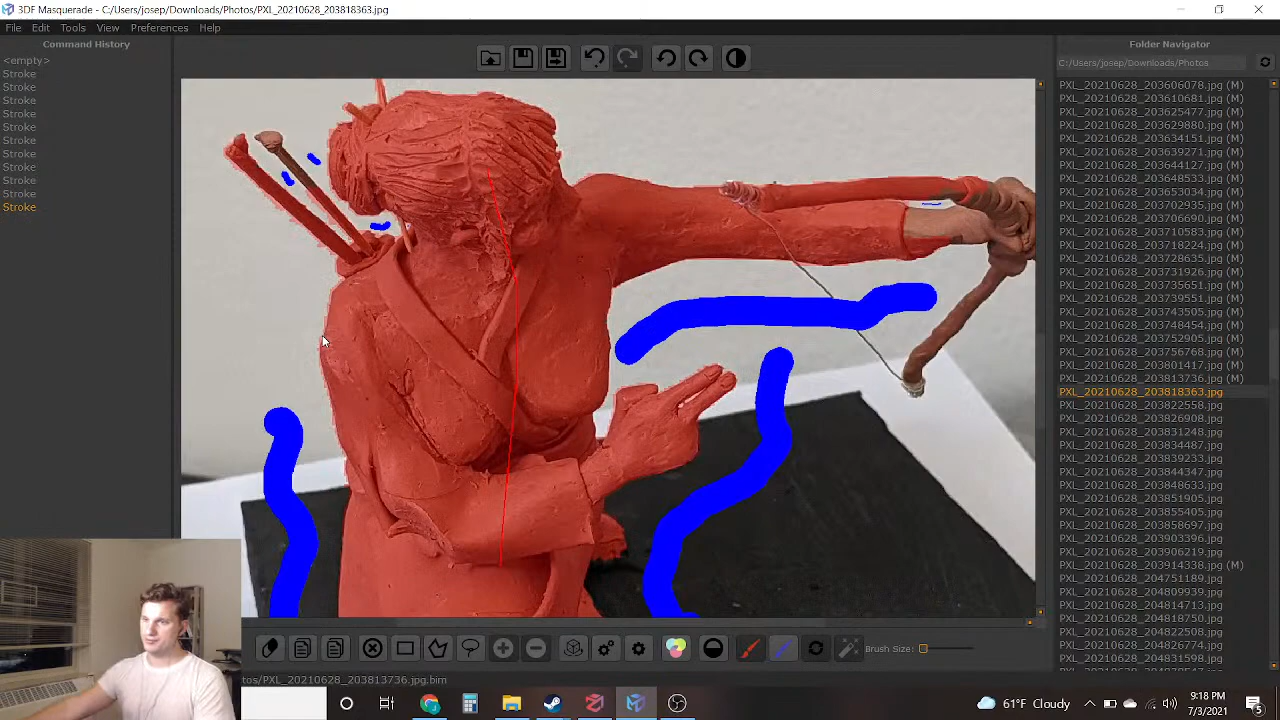 3DF Masquerade - C:/Users/josep/Downloads/Photos/PXL_20210628_203818363.jpg
File Edit Tools View Preferences Help
Command History
<empty>
Stroke
Stroke
Stroke
Stroke
Stroke
Stroke
Stroke
Stroke
Stroke
Stroke
Stroke
Folder Navigator
C:/Users/josep/Downloads/Photos
PXL_20210628_203606078.jpg (M)
PXL_20210628_203610681.jpg (M)
PXL_20210628_203625477.jpg (M)
PXL_20210628_203629880.jpg (M)
PXL_20210628_203634151.jpg (M)
PXL_20210628_203639271.jpg (M)
PXL_20210628_203644127.jpg (M)
PXL_20210628_203648533.jpg (M)
PXL_20210628_203653034.jpg (M)
PXL_20210628_203702935.jpg (M)
PXL_20210628_203706690.jpg (M)
PXL_20210628_203710583.jpg (M)
PXL_20210628_203718224.jpg (M)
PXL_20210628_203728635.jpg (M)
PXL_20210628_203731926.jpg (M)
PXL_20210628_203735416.jpg (M)
PXL_20210628_203739551.jpg (M)
PXL_20210628_203743505.jpg (M)
PXL_20210628_203748454.jpg (M)
PXL_20210628_203752905.jpg (M)
PXL_20210628_203756768.jpg (M)
PXL_20210628_203801417.jpg (M)
PXL_20210628_203813736.jpg (M)
PXL_20210628_203818363.jpg
PXL_20210628_203822558.jpg
PXL_20210628_203826908.jpg
PXL_20210628_203831248.jpg
PXL_20210628_203834487.jpg
PXL_20210628_203839233.jpg
PXL_20210628_203844347.jpg
PXL_20210628_203848633.jpg
PXL_20210628_203851905.jpg
PXL_20210628_203855405.jpg
PXL_20210628_203858697.jpg
PXL_20210628_203903396.jpg
PXL_20210628_203906219.jpg
PXL_20210628_203914338.jpg (M)
PXL_20210628_204751189.jpg
PXL_20210628_204809939.jpg
PXL_20210628_204814713.jpg
PXL_20210628_204818750.jpg
PXL_20210628_204822508.jpg
PXL_20210628_204826774.jpg
PXL_20210628_204831598.jpg
Brush Size:
tos/PXL_20210628_203914338.jpg.bin
61°F Cloudy
9:18 PM
7/3/2021
5